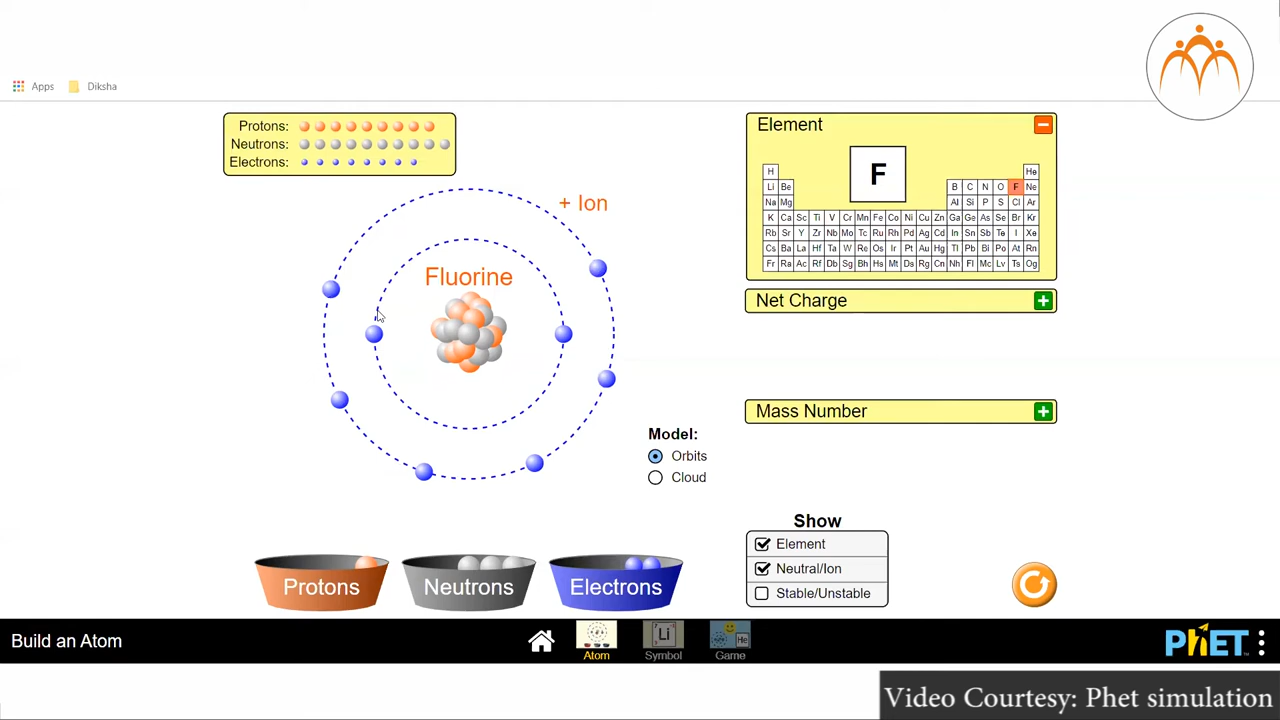 Apps Diksha
Protons:
Neutrons:
Electrons:
+ Ion
Fluorine
Element
F
H He
Li Be B C N O F Ne
Na Mg Al Si P S Cl Ar
K Ca Sc Ti V Cr Mn Fe Co Ni Cu Zn Ga Ge As Se Br Kr
Rb Sr Y Zr Nb Mo Tc Ru Rh Pd Ag Cd In Sn Sb Te I Xe
Cs Ba La Hf Ta W Re Os Ir Pt Au Hg Tl Pb Bi Po At Rn
Fr Ra Ac Rf Db Sg Bh Hs Mt Ds Rg Cn Nh Fl Mc Lv Ts Og
Net Charge
Mass Number
Model:
Orbits
Cloud
Show
Element
Neutral/Ion
Stable/Unstable
Protons Neutrons Electrons
Build an Atom
Atom
Li
Symbol
He
Game
PhET
Video Courtesy: Phet simulation